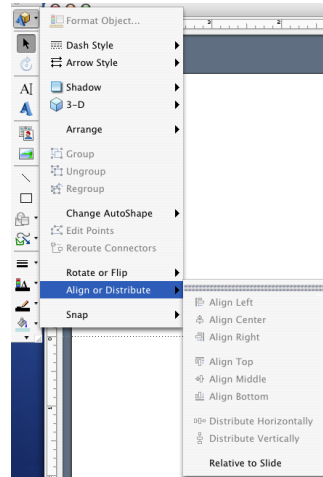 Format Object...
Dash Style
Arrow Style
Shadow
3-D
Arrange
Group
Ungroup
Regroup
Change AutoShape
Edit Points
Reroute Connectors
Rotate or Flip
Align or Distribute
Snap
Align Left
Align Center
Align Right
Align Top
Align Middle
Align Bottom
Distribute Horizontally
Distribute Vertically
Relative to Slide